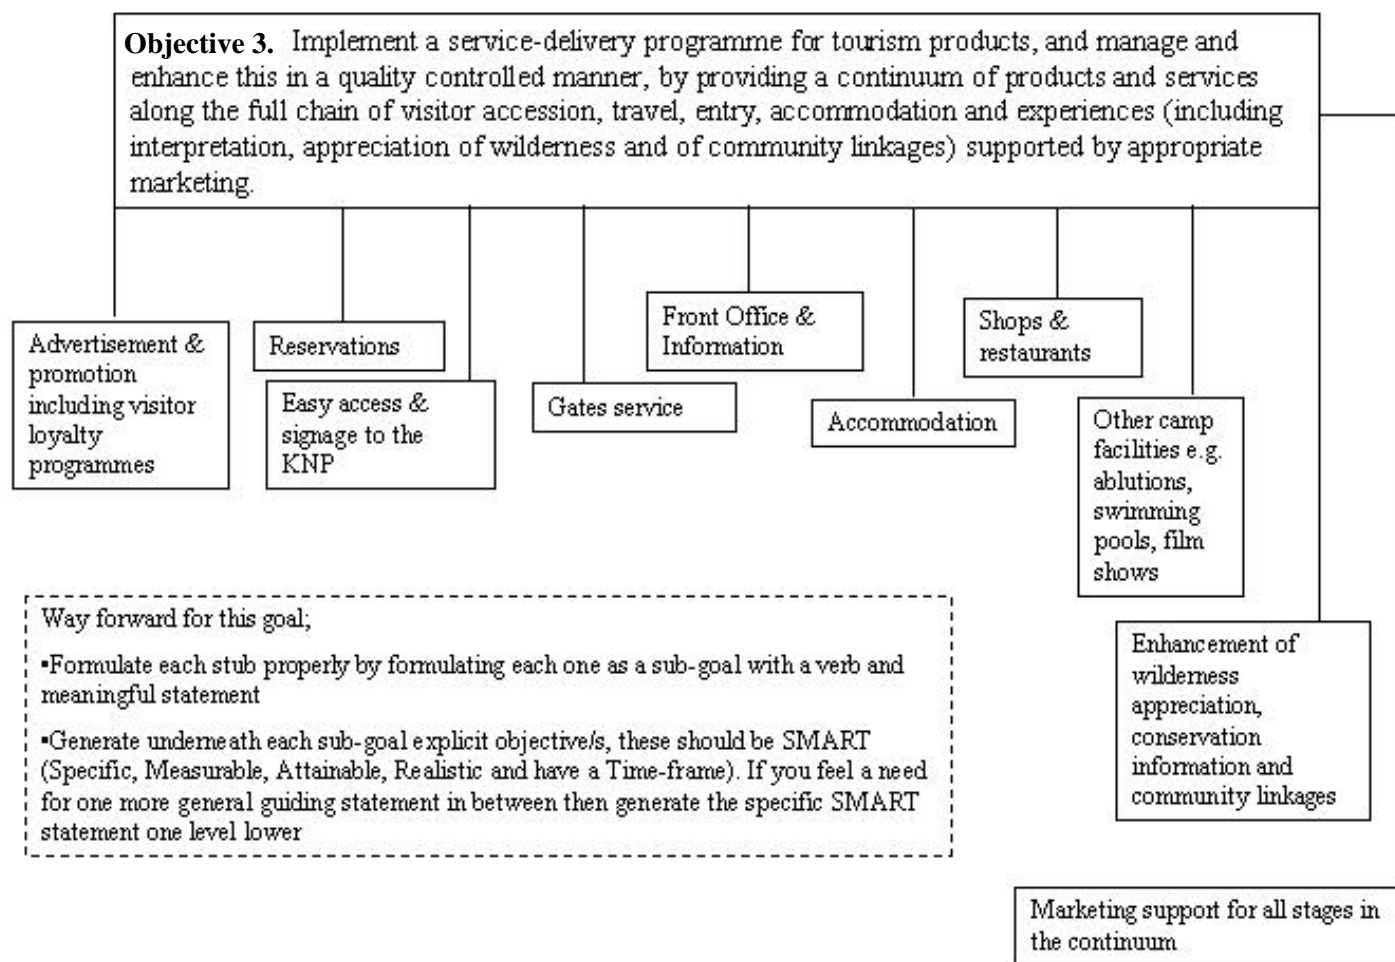 Objective 3. Implement a service-delivery programme for tourism products, and manage and
enhance this in a quality controlled manner, by providing a continuum of products and services
along the full chain of visitor accession, travel, entry, accommodation and experiences (including
interpretation, appreciation of wilderness and of community linkages) supported by appropriate
marketing.
Advertisement &
promotion
including visitor
loyalty
programmes
Reservations
Easy access &
signage to the
KNP
Gates service
Front Office &
Information
Accommodation
Shops &
restaurants
Other camp
facilities e.g.
ablutions,
swimming
pools, film
shows
Enhancement of
wilderness
appreciation,
conservation
information and
community linkages
Way forward for this goal;
▪Formulate each stub properly by formulating each one as a sub-goal with a verb and
meaningful statement
▪Generate underneath each sub-goal explicit objective/s, these should be SMART
(Specific, Measurable, Attainable, Realistic and have a Time-frame). If you feel a need
for one more general guiding statement in between then generate the specific SMART
statement one level lower
Marketing support for all stages in
the continuum